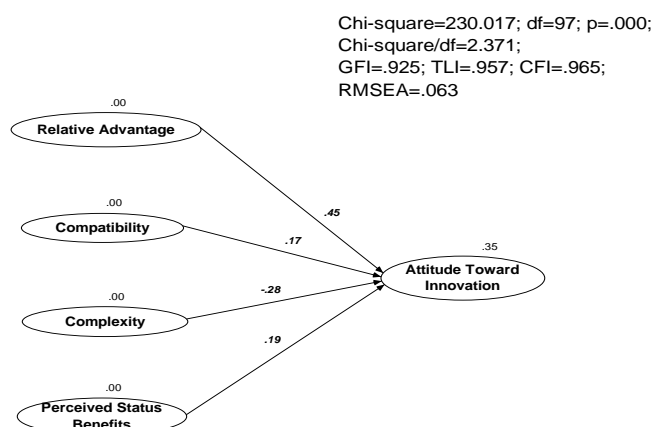 Chi-square=230.017; df=97; p=.000;
Chi-square/df=2.371;
GFI=.925; TLI=.957; CFI=.965;
RMSEA=.063
.00
Relative Advantage
.45
.00
Compatibility
.17
.35
Attitude Toward
Innovation
-.28
.00
Complexity
.19
.00
Perceived Status
Benefits